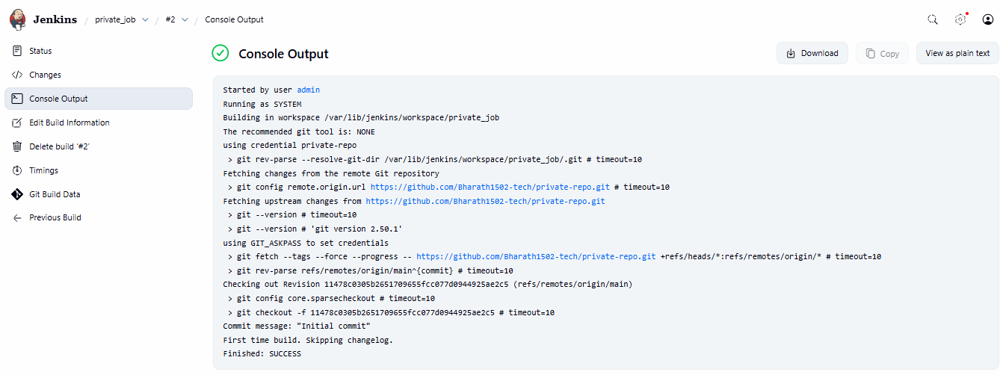 Jenkins / private_job / #2 / Console Output
Status
Changes
Console Output
Edit Build Information
Delete build ‘#2’
Timings
Git Build Data
Previous Build
Console Output
Download
Copy
View as plain text
Started by user admin
Running as SYSTEM
Building in workspace /var/lib/jenkins/workspace/private_job
The recommended git tool is: NONE
using credential private-repo
> git rev-parse --resolve-git-dir /var/lib/jenkins/workspace/private_job/.git # timeout=10
Fetching changes from the remote Git repository
> git config remote.origin.url https://github.com/Bharath1502-tech/private-repo.git # timeout=10
Fetching upstream changes from https://github.com/Bharath1502-tech/private-repo.git
> git --version # timeout=10
> git --version # 'git version 2.50.1'
using GIT_ASKPASS to set credentials
> git fetch --tags --force --progress -- https://github.com/Bharath1502-tech/private-repo.git +refs/heads/*:refs/remotes/origin/* # timeout=10
> git rev-parse refs/remotes/origin/main^{commit} # timeout=10
Checking out Revision 11478c0305b2651709655fcc077d0944925ae2c5 (refs/remotes/origin/main)
> git config core.sparsecheckout # timeout=10
> git checkout -f 11478c0305b2651709655fcc077d0944925ae2c5 # timeout=10
Commit message: "Initial commit"
First time build. Skipping changelog.
Finished: SUCCESS